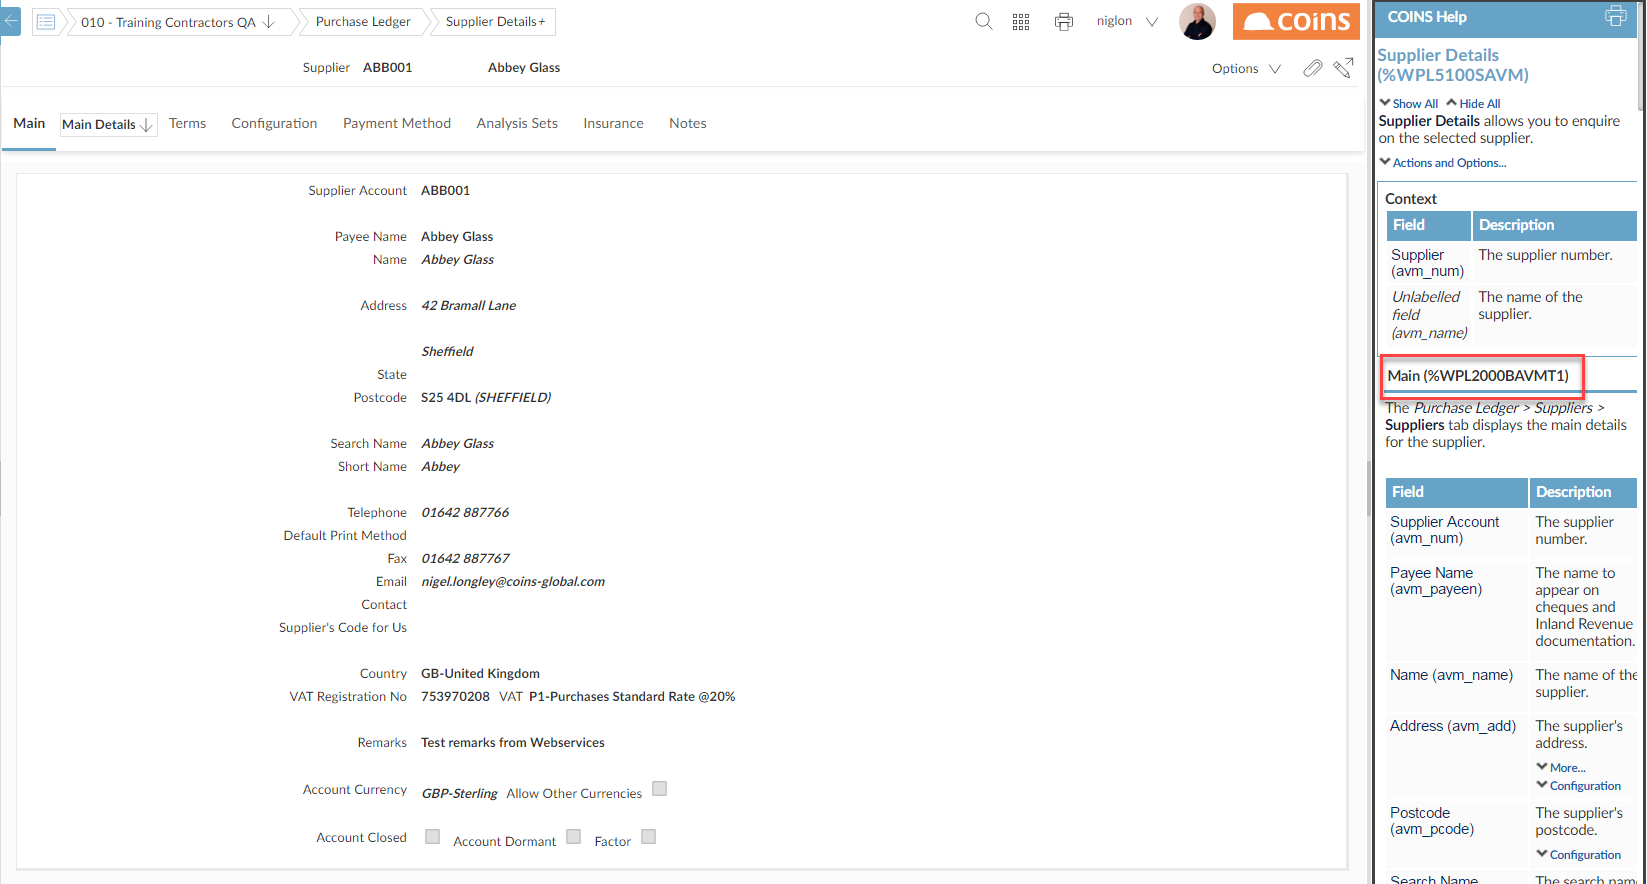 010 - Training Contractors QA
Purchase Ledger
Supplier Details+
niglon
coins
Supplier ABB001 Abbey Glass
Options
Main Main Details Terms Configuration Payment Method Analysis Sets Insurance Notes
Supplier Account ABB001
Payee Name Abbey Glass
Name Abbey Glass
Address 42 Bramall Lane
Sheffield
State
Postcode S25 4DL (SHEFFIELD)
Search Name Abbey Glass
Short Name Abbey
Telephone 01642 887766
Default Print Method
Fax 01642 887767
Email nigel.longley@coins-global.com
Contact
Supplier's Code for Us
Country GB-United Kingdom
VAT Registration No 753970208 VAT P1-Purchases Standard Rate @20%
Remarks Test remarks from Webservices
Account Currency GBP-Sterling Allow Other Currencies
Account Closed Account Dormant Factor
COINS Help
Supplier Details
(%WPL5100SAVM)
Show All Hide All
Supplier Details allows you to enquire
on the selected supplier.
Actions and Options...
Context
Field Description
Supplier The supplier number.
(avm_num)
Unlabelled The name of the
field supplier.
(avm_name)
Main (%WPL2000BAVMT1)
The Purchase Ledger > Suppliers >
Suppliers tab displays the main details
for the supplier.
Field Description
Supplier Account The supplier
(avm_num) number.
Payee Name The name to
(avm_payeen) appear on
cheques and
Inland Revenue
documentation.
Name (avm_name) The name of the
supplier.
Address (avm_add) The supplier's
address.
More...
Configuration
Postcode The supplier's
(avm_pcode) postcode.
Configuration
Search Name The search nam